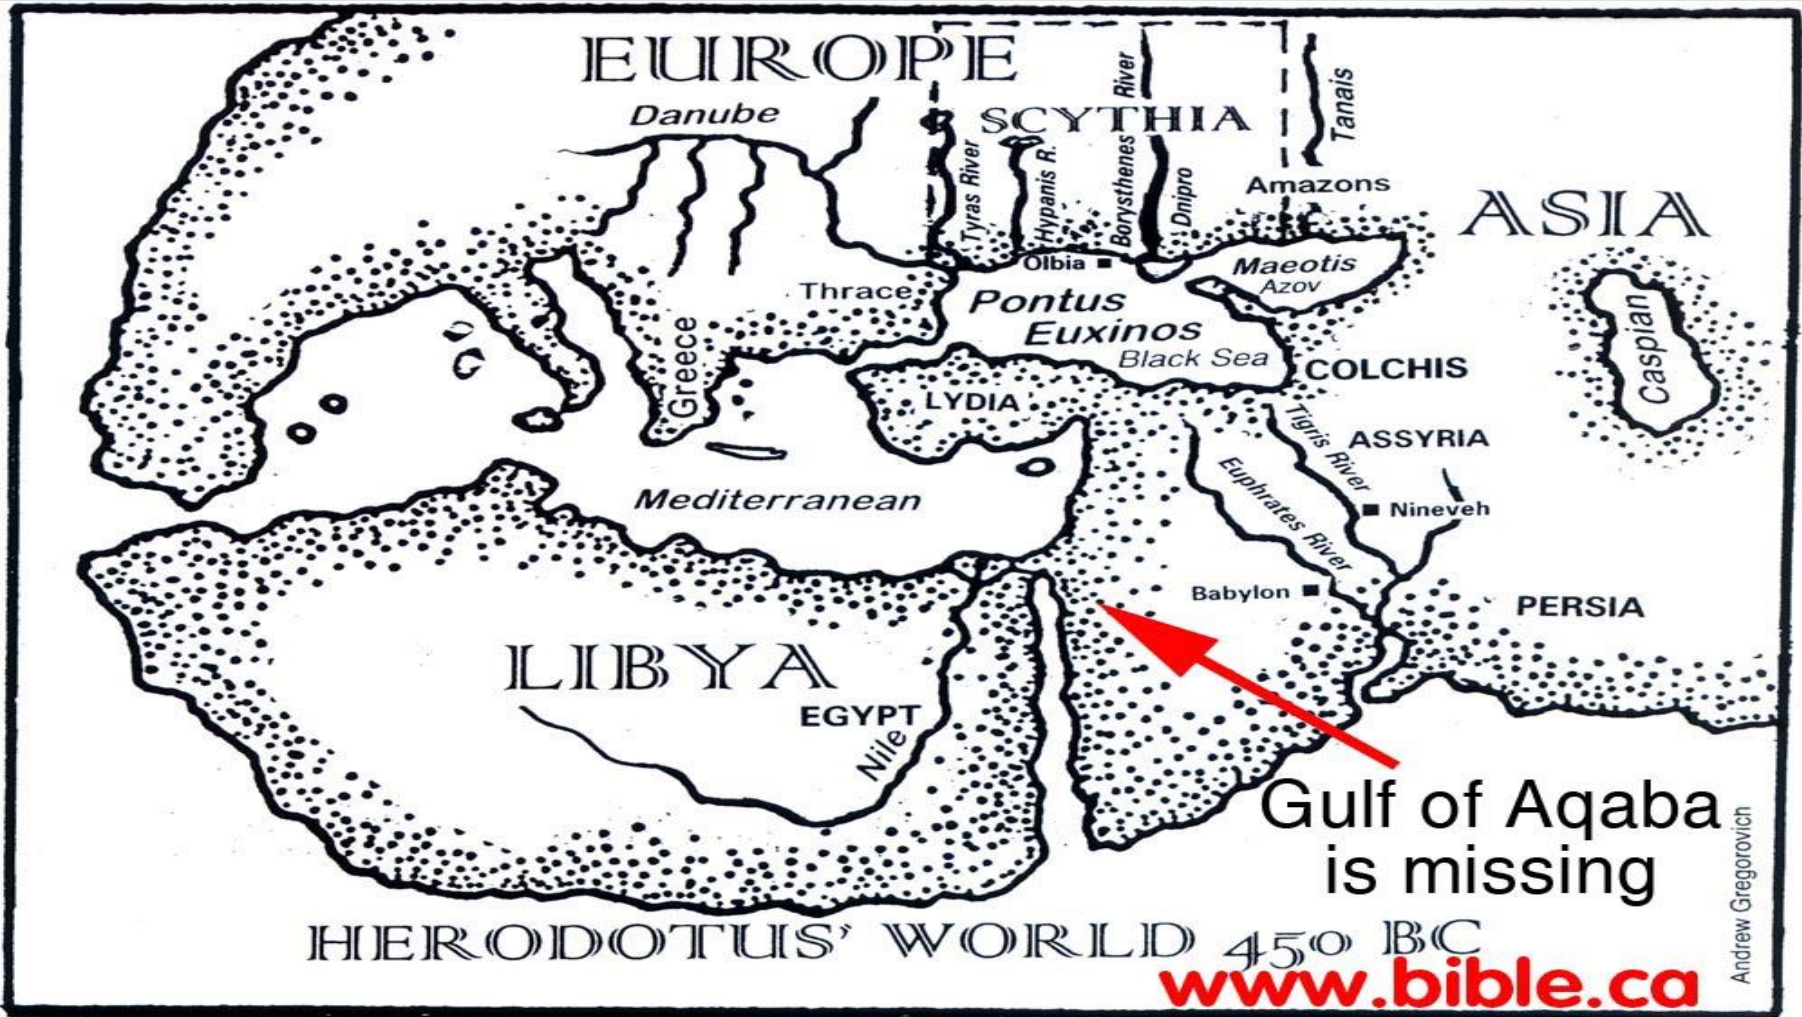 EUROPE
Danube
SCYTHIA
Tyras River
Hypanis R.
Borysthenes River
Dnipro
Tanais
Amazons
ASIA
Olbia
Maeotis
Azov
Thrace
Pontus
Euxinos
Black Sea
Greece
COLCHIS
Caspian
LYDIA
Tigris River
ASSYRIA
Euphrates River
Nineveh
Mediterranean
Babylon
PERSIA
LIBYA
EGYPT
Nile
Gulf of Aqaba
is missing
Andrew Gregorovich
HERODOTUS' WORLD 450 BC
www.bible.ca